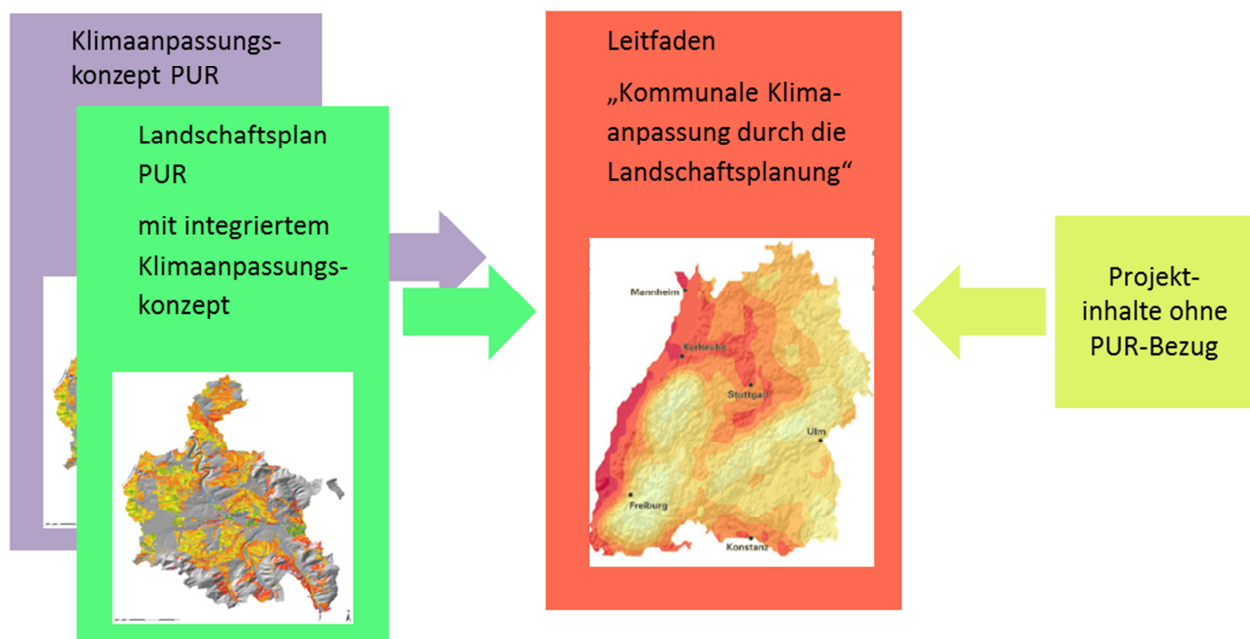 Klimaanpassungs-
konzept PUR
Landschaftsplan
PUR
mit integriertem
Klimaanpassungs-
konzept
Leitfaden
„Kommunale Klima-
anpassung durch die
Landschaftsplanung“
Mannheim
Karlsruhe
Stuttgart
Ulm
Freiburg
Konstanz
Projekt-
inhalte ohne
PUR-Bezug